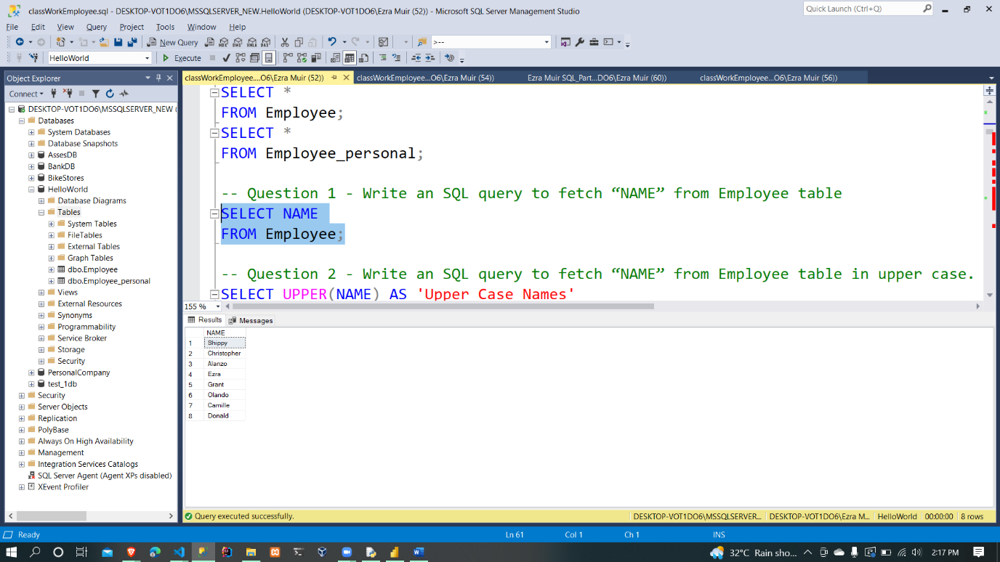 classWorkEmployee.sql - DESKTOP-VOT1DO6\MSSQLSERVER_NEW.HelloWorld (DESKTOP-VOT1DO6\Ezra Muir (52)) - Microsoft SQL Server Management Studio
Quick Launch (Ctrl+Q)
File Edit View Query Project Tools Window Help
New Query
>--
HelloWorld
Execute
Object Explorer
Connect
DESKTOP-VOT1DO6\MSSQLSERVER_NEW (
Databases
System Databases
Database Snapshots
AssesDB
BankDB
BikeStores
HelloWorld
Database Diagrams
Tables
System Tables
FileTables
External Tables
Graph Tables
dbo.Employee
dbo.Employee_personal
Views
External Resources
Synonyms
Programmability
Service Broker
Storage
Security
PersonalCompany
test_1db
Security
Server Objects
Replication
PolyBase
Always On High Availability
Management
Integration Services Catalogs
SQL Server Agent (Agent XPs disabled)
XEvent Profiler
classWorkEmployee...O6\Ezra Muir (52)) classWorkEmployee...O6\Ezra Muir (54)) Ezra Muir SQL_Part...DO6\Ezra Muir (60)) classWorkEmployee...O6\Ezra Muir (56))
SELECT *
FROM Employee;
SELECT *
FROM Employee_personal;
-- Question 1 - Write an SQL query to fetch “NAME” from Employee table
SELECT NAME
FROM Employee;
-- Question 2 - Write an SQL query to fetch “NAME” from Employee table in upper case.
SELECT UPPER(NAME) AS 'Upper Case Names'
155 %
Results Messages
NAME
1 Shippy
2 Christopher
3 Alanzo
4 Ezra
5 Grant
6 Olando
7 Camille
8 Donald
Query executed successfully.
DESKTOP-VOT1DO6\MSSQLSERVER... DESKTOP-VOT1DO6\Ezra M... HelloWorld 00:00:00 8 rows
Ready Ln 61 Col 1 Ch 1 INS
32°C Rain sho... 2:17 PM